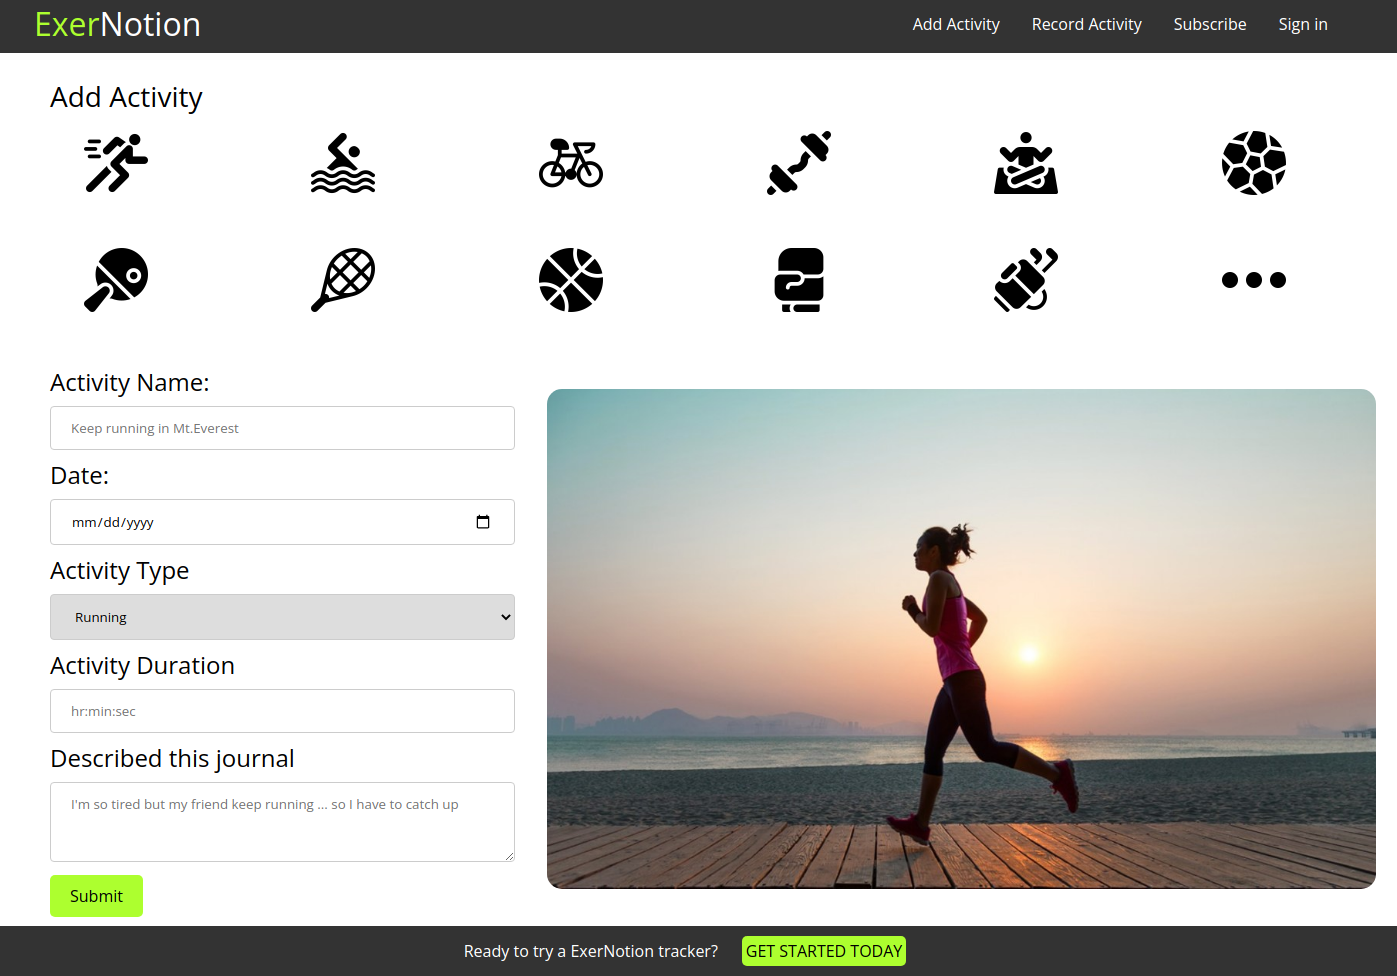 ExerNotion
Add Activity Record Activity Subscribe Sign in
Add Activity
Activity Name:
Keep running in Mt.Everest
Date:
mm/dd/yyyy
Activity Type
Running
Activity Duration
hr:min:sec
Described this journal
I'm so tired but my friend keep running ... so I have to catch up
Submit
Ready to try a ExerNotion tracker? GET STARTED TODAY